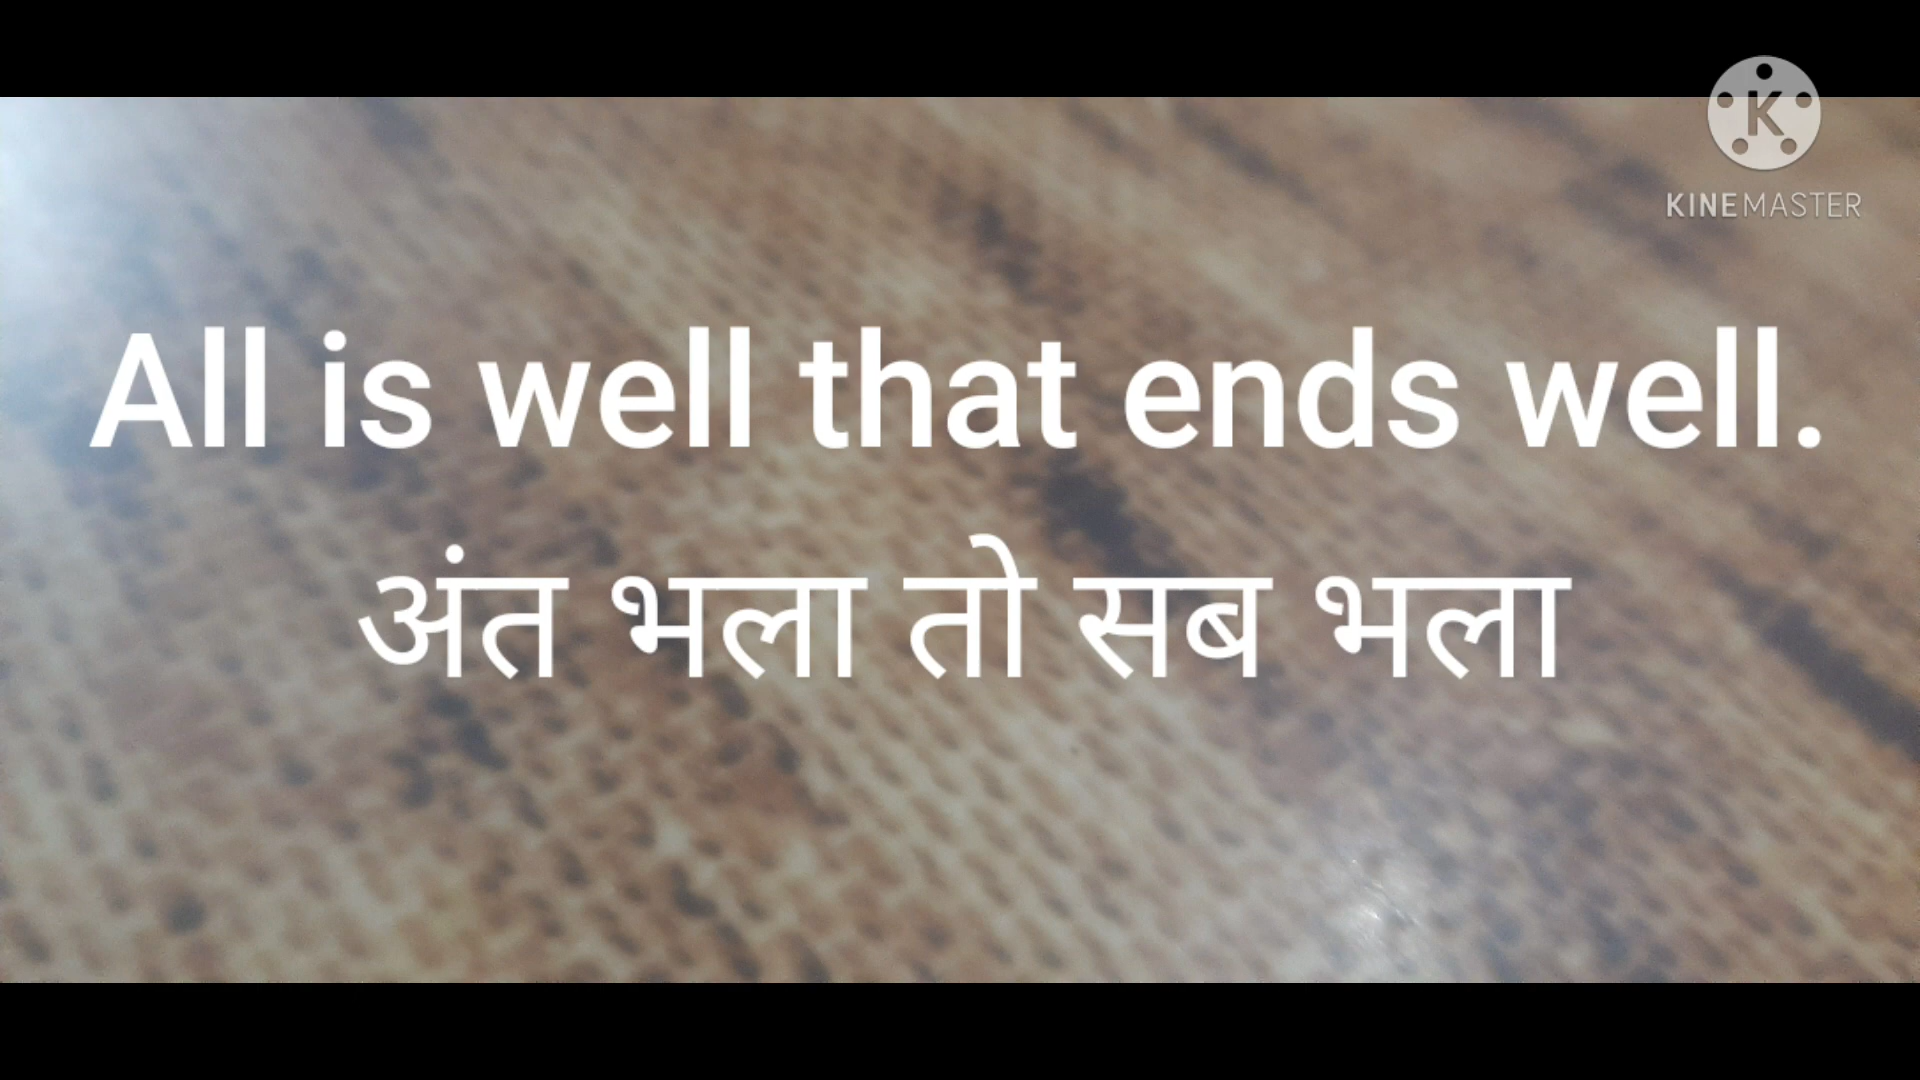 K
KINEMASTER
All is well that ends well.
अंत भला तो सब भला